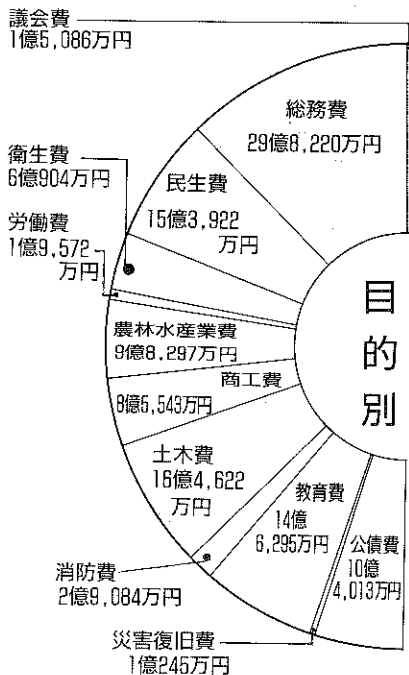 議会費
1億5,086万円
総務費
29億8,220万円
衛生費
6億904万円
民生費
15億3,922
万円
労働費
1億9,572
万円
農林水産業費
9億8,297万円
商工費
8億5,543万円
土木費
16億4,622
万円
消防費
2億9,084万円
教育費
14億
6,295万円
公債費
10億
4,013万円
災害復旧費
1億245万円
目的別